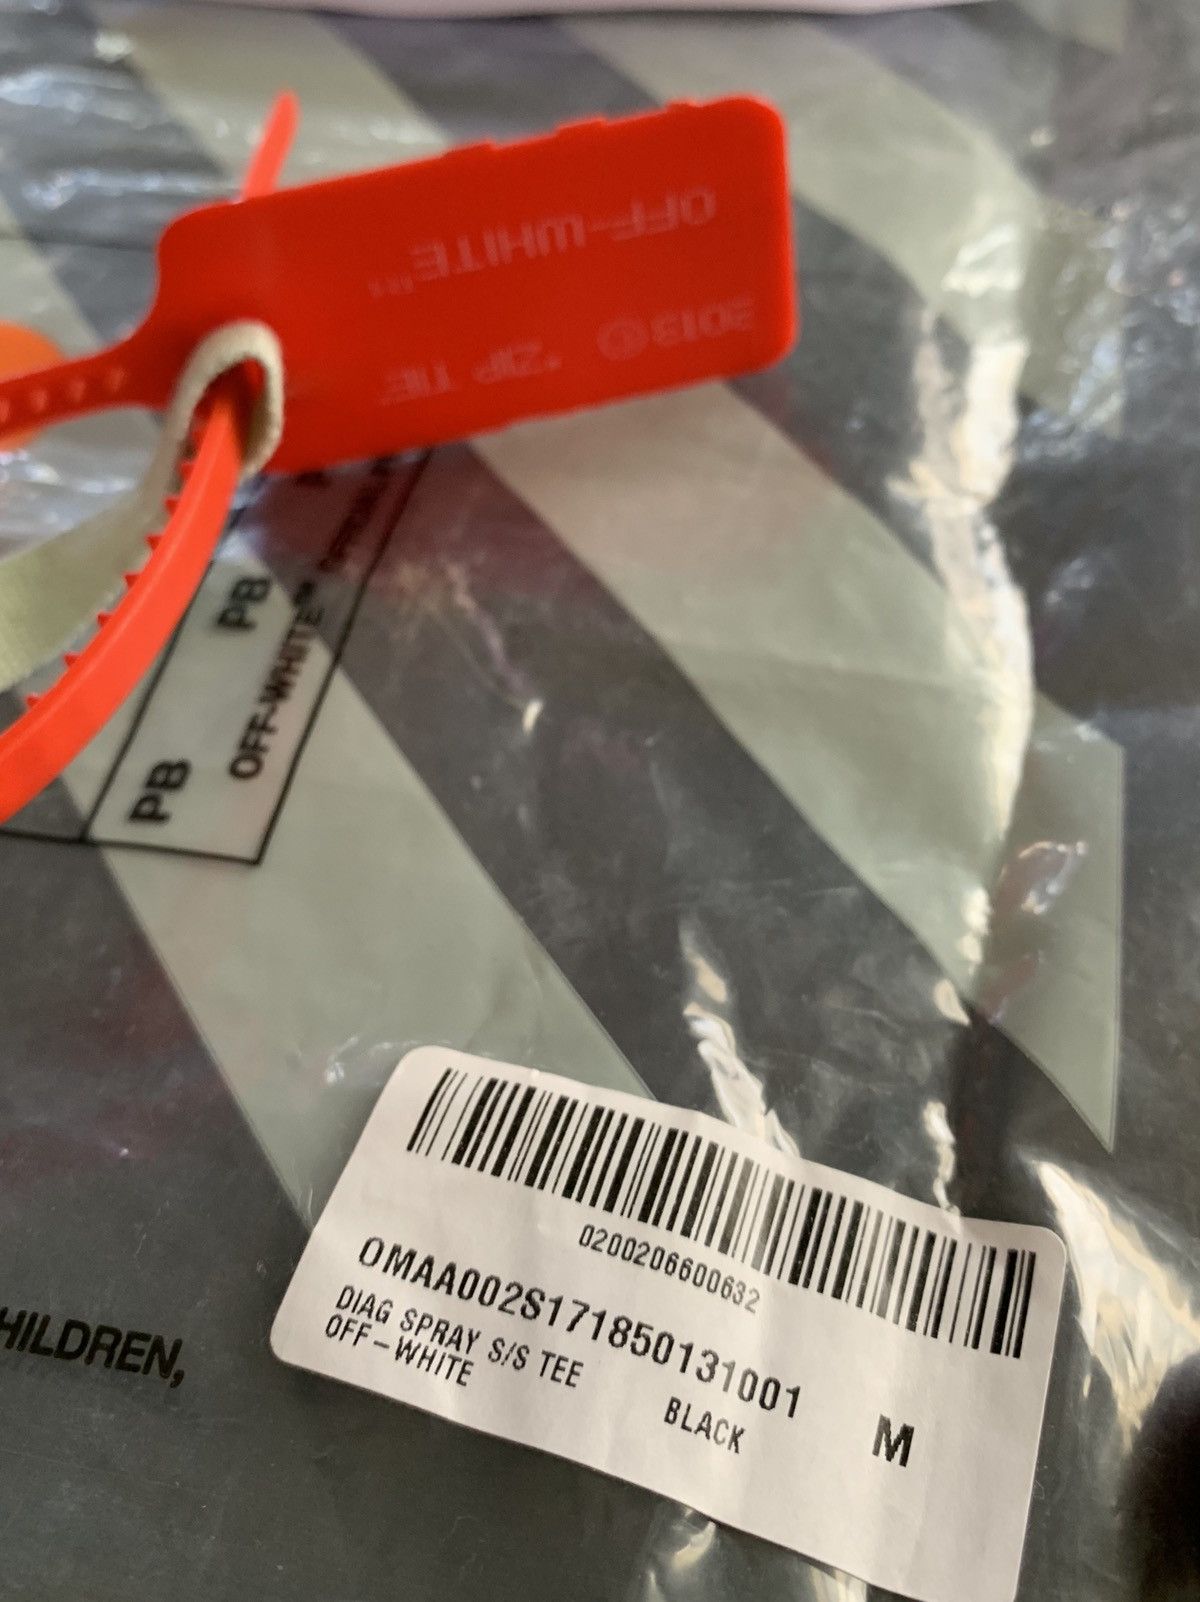 OFF-WHITE™
2013 © "ZIP TIE"
PB
PB
OFF-WHITE™
HILDREN,
0200206600632
OMAA002S171850131001
DIAG SPRAY S/S TEE
OFF-WHITE
BLACK
M